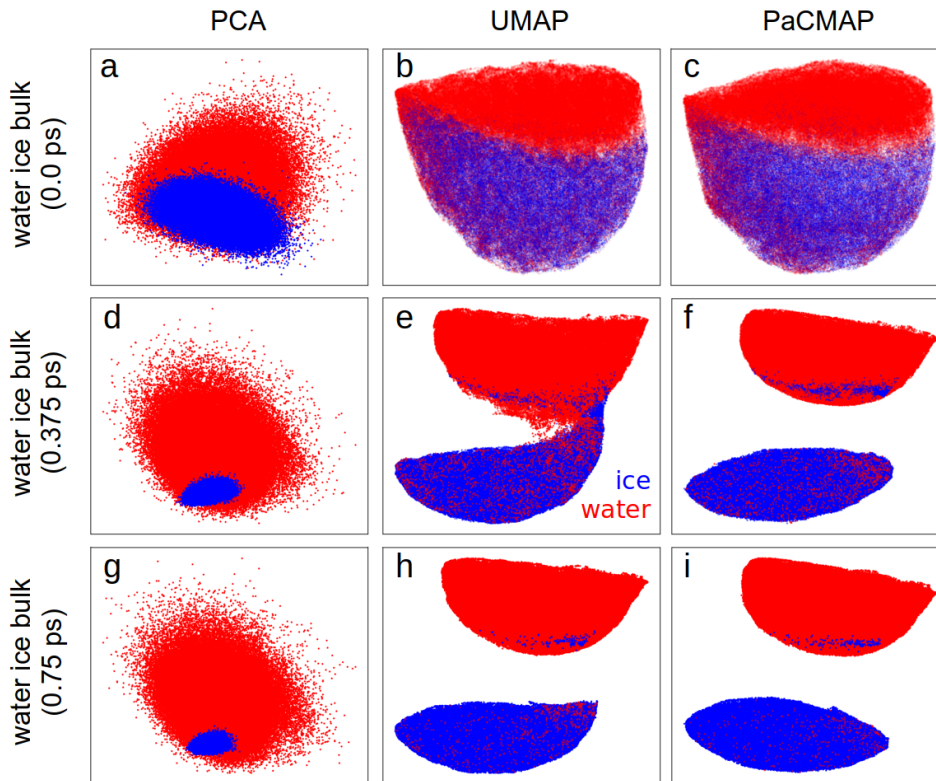 PCA
UMAP
PaCMAP
water ice bulk
(0.0 ps)
a
b
c
water ice bulk
(0.375 ps)
d
e
f
ice
water
water ice bulk
(0.75 ps)
g
h
i